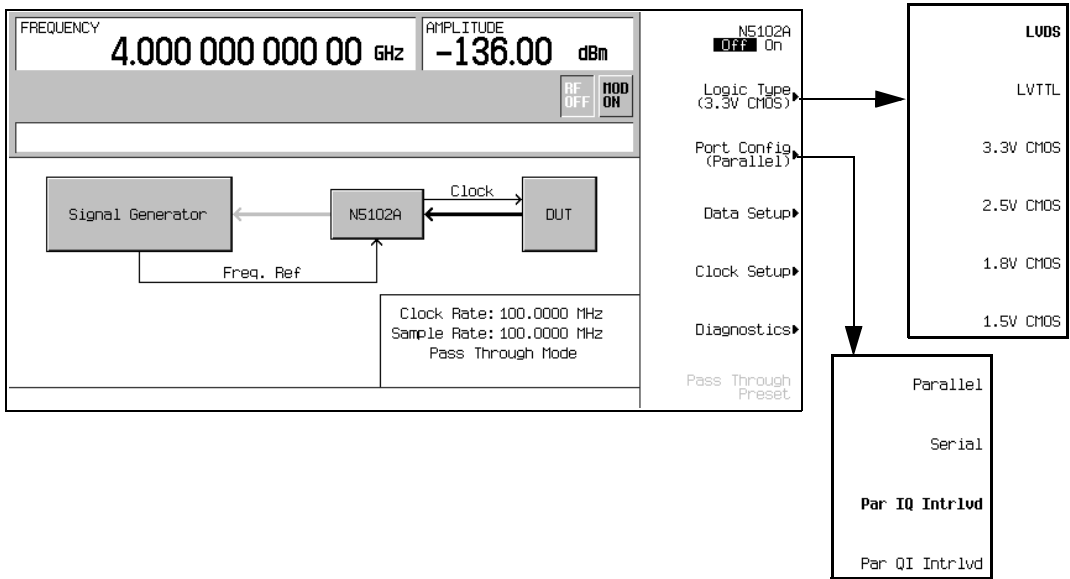 FREQUENCY
4.000 000 000 00 GHz
AMPLITUDE
-136.00 dBm
RF OFF
MOD ON
Signal Generator
N5102A
Clock
DUT
Freq. Ref
Clock Rate: 100.0000 MHz
Sample Rate: 100.0000 MHz
Pass Through Mode
N5102A
Off On
Logic Type
(3.3V CMOS)
Port Config
(Parallel)
Data Setup
Clock Setup
Diagnostics
Pass Through
Preset
LVDS
LVTTL
3.3V CMOS
2.5V CMOS
1.8V CMOS
1.5V CMOS
Parallel
Serial
Par IQ Intrlvd
Par QI Intrlvd